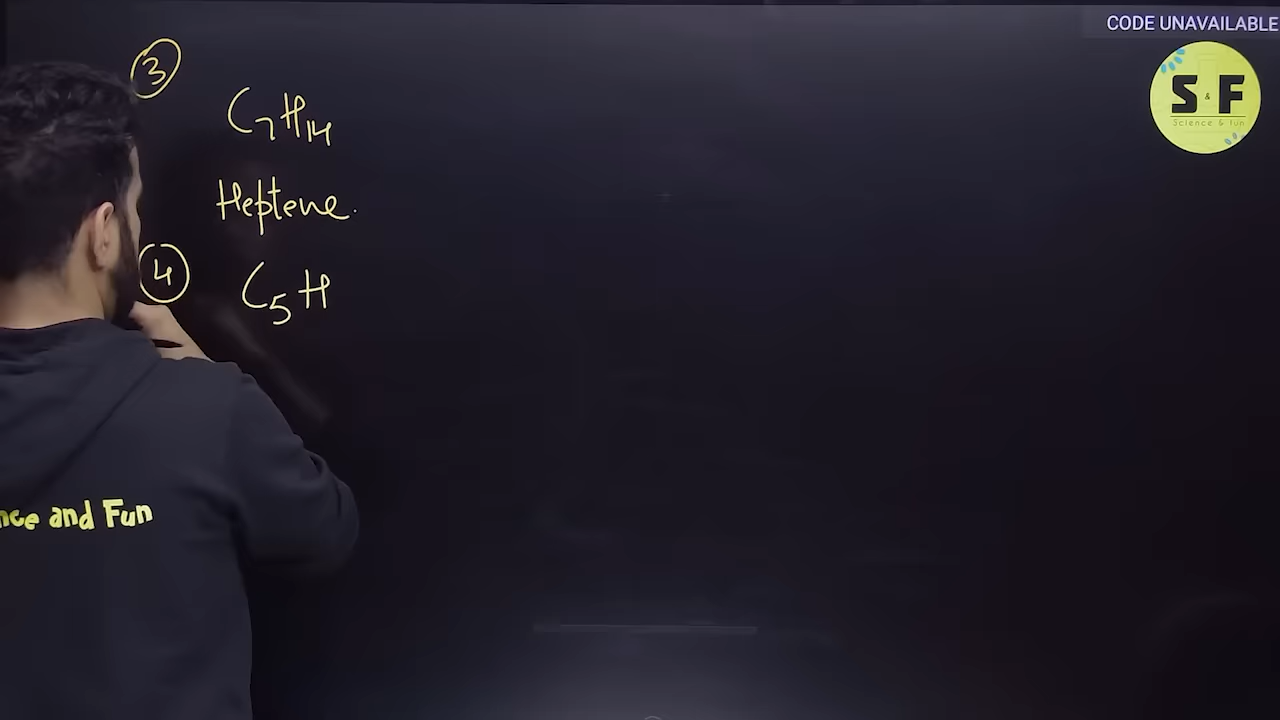 CODE UNAVAILABLE
S & F
Science & fun
3
C₇H₁₄
Heptene.
4
C₅H
nce and Fun